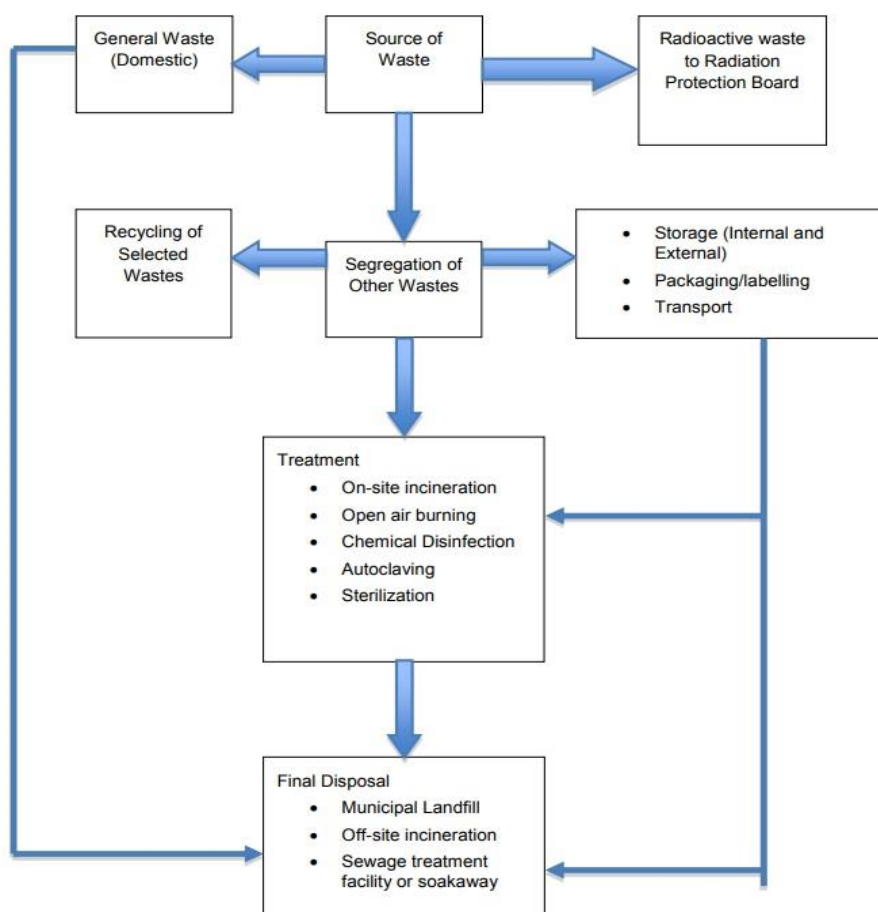 General Waste
(Domestic)
Source of
Waste
Radioactive waste
to Radiation
Protection Board
Recycling of
Selected
Wastes
Segregation of
Other Wastes
• Storage (Internal and
External)
• Packaging/labelling
• Transport
Treatment
• On-site incineration
• Open air burning
• Chemical Disinfection
• Autoclaving
• Sterilization
Final Disposal
• Municipal Landfill
• Off-site incineration
• Sewage treatment
facility or soakaway